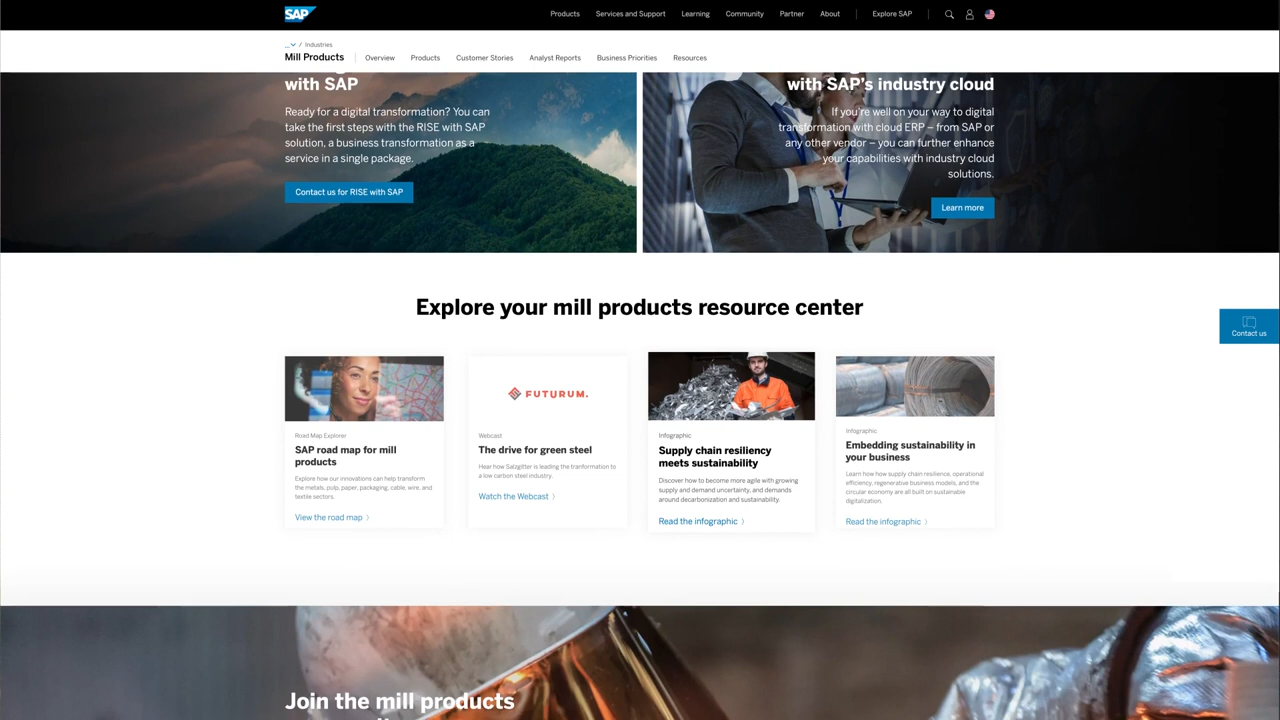 SAP
Products Services and Support Learning Community Partner About Explore SAP
/ Industries
Mill Products Overview Products Customer Stories Analyst Reports Business Priorities Resources
with SAP
Ready for a digital transformation? You can
take the first steps with the RISE with SAP
solution, a business transformation as a
service in a single package.
Contact us for RISE with SAP
with SAP's industry cloud
If you're well on your way to digital
transformation with cloud ERP – from SAP or
any other vendor – you can further enhance
your capabilities with industry cloud
solutions.
Learn more
Contact us
Explore your mill products resource center
Road Map Explorer
SAP road map for mill
products
Explore how our innovations can help transform
the metals, pulp, paper, packaging, cable, wire, and
textile sectors.
View the road map
FUTURUM.
Webcast
The drive for green steel
Hear how Salzgitter is leading the tranformation to
a low carbon steel industry.
Watch the Webcast
Infographic
Supply chain resiliency
meets sustainability
Discover how to become more agile with growing
supply and demand uncertainty, and demands
around decarbonization and sustainability.
Read the infographic
Infographic
Embedding sustainability in
your business
Learn how how supply chain resilience, operational
efficiency, regenerative business models, and the
circular economy are all built on sustainable
digitalization.
Read the infographic
Join the mill products